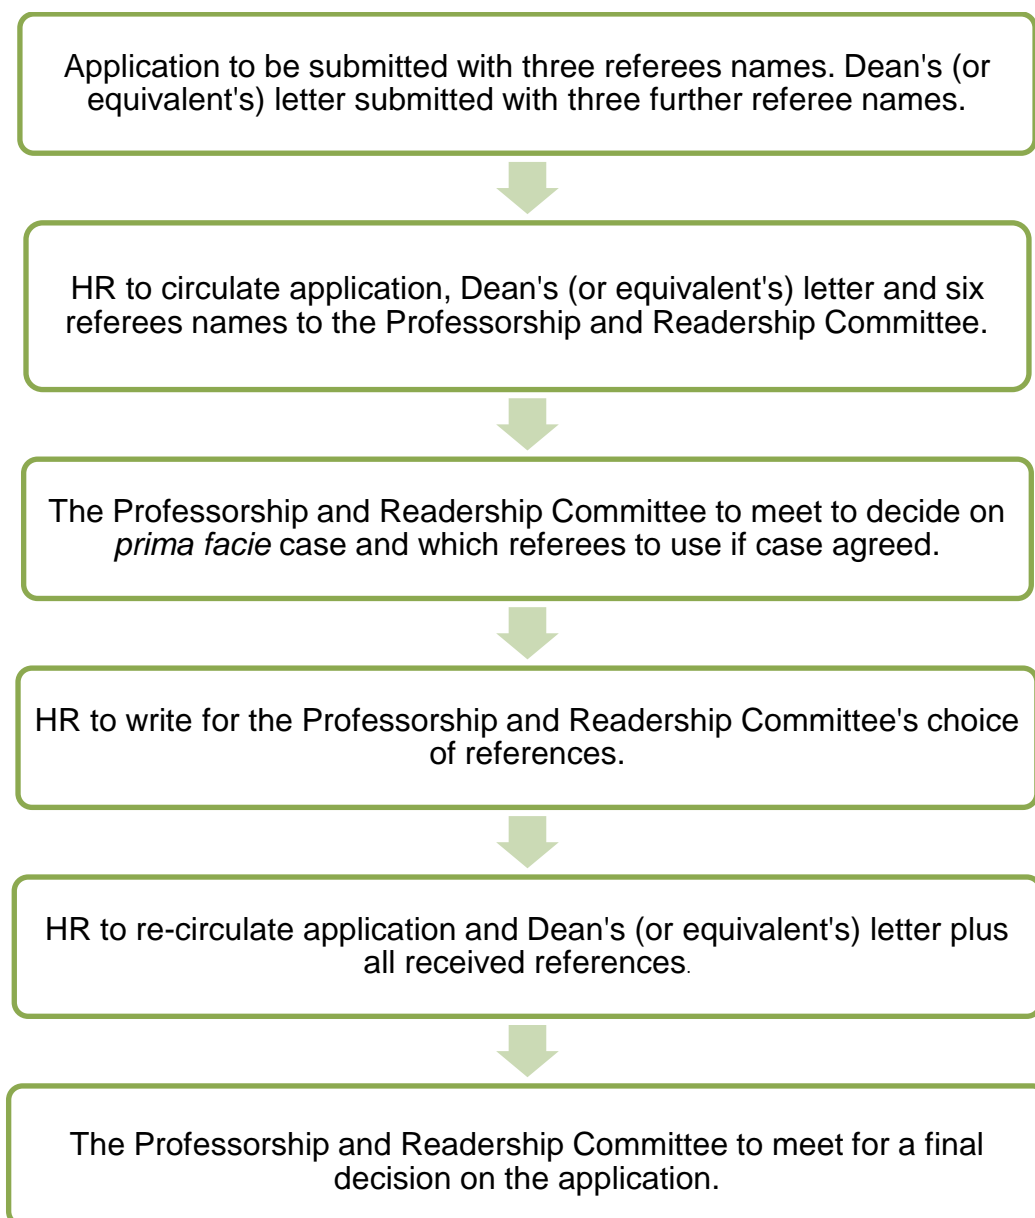 Application to be submitted with three referees names. Dean's (or
equivalent's) letter submitted with three further referee names.
HR to circulate application, Dean's (or equivalent's) letter and six
referees names to the Professorship and Readership Committee.
The Professorship and Readership Committee to meet to decide on
prima facie case and which referees to use if case agreed.
HR to write for the Professorship and Readership Committee's choice
of references.
HR to re-circulate application and Dean's (or equivalent's) letter plus
all received references.
The Professorship and Readership Committee to meet for a final
decision on the application.